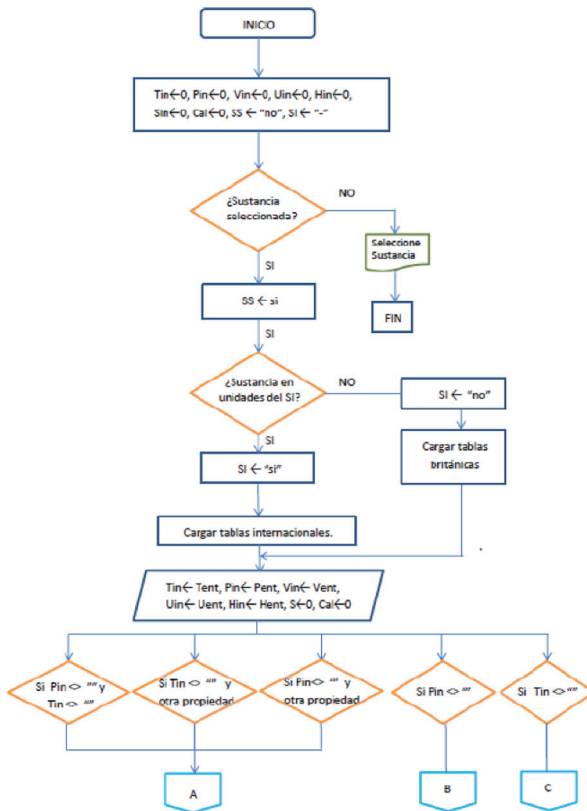 INICIO
Tin←0, Pin←0, Vin←0, Uin←0, Hin←0,
Sin←0, Cal←0, SS ← “no”, SI ← “-”
¿Sustancia
seleccionada?
NO
Seleccione
Sustancia
FIN
SI
SS ← si
SI
¿Sustancia en
unidades del SI?
NO
SI ← “no”
Cargar tablas
británicas
SI
SI ← “si”
Cargar tablas internacionales.
Tin← Tent, Pin← Pent, Vin← Vent,
Uin← Uent, Hin← Hent, S←0, Cal←0
Si Pin <> “” y
Tin <> “”
Si Tin <> “” y
otra propiedad
Si Pin<> “” y
otra propiedad
Si Pin <> “”
Si Tin <>“”
A
B
C